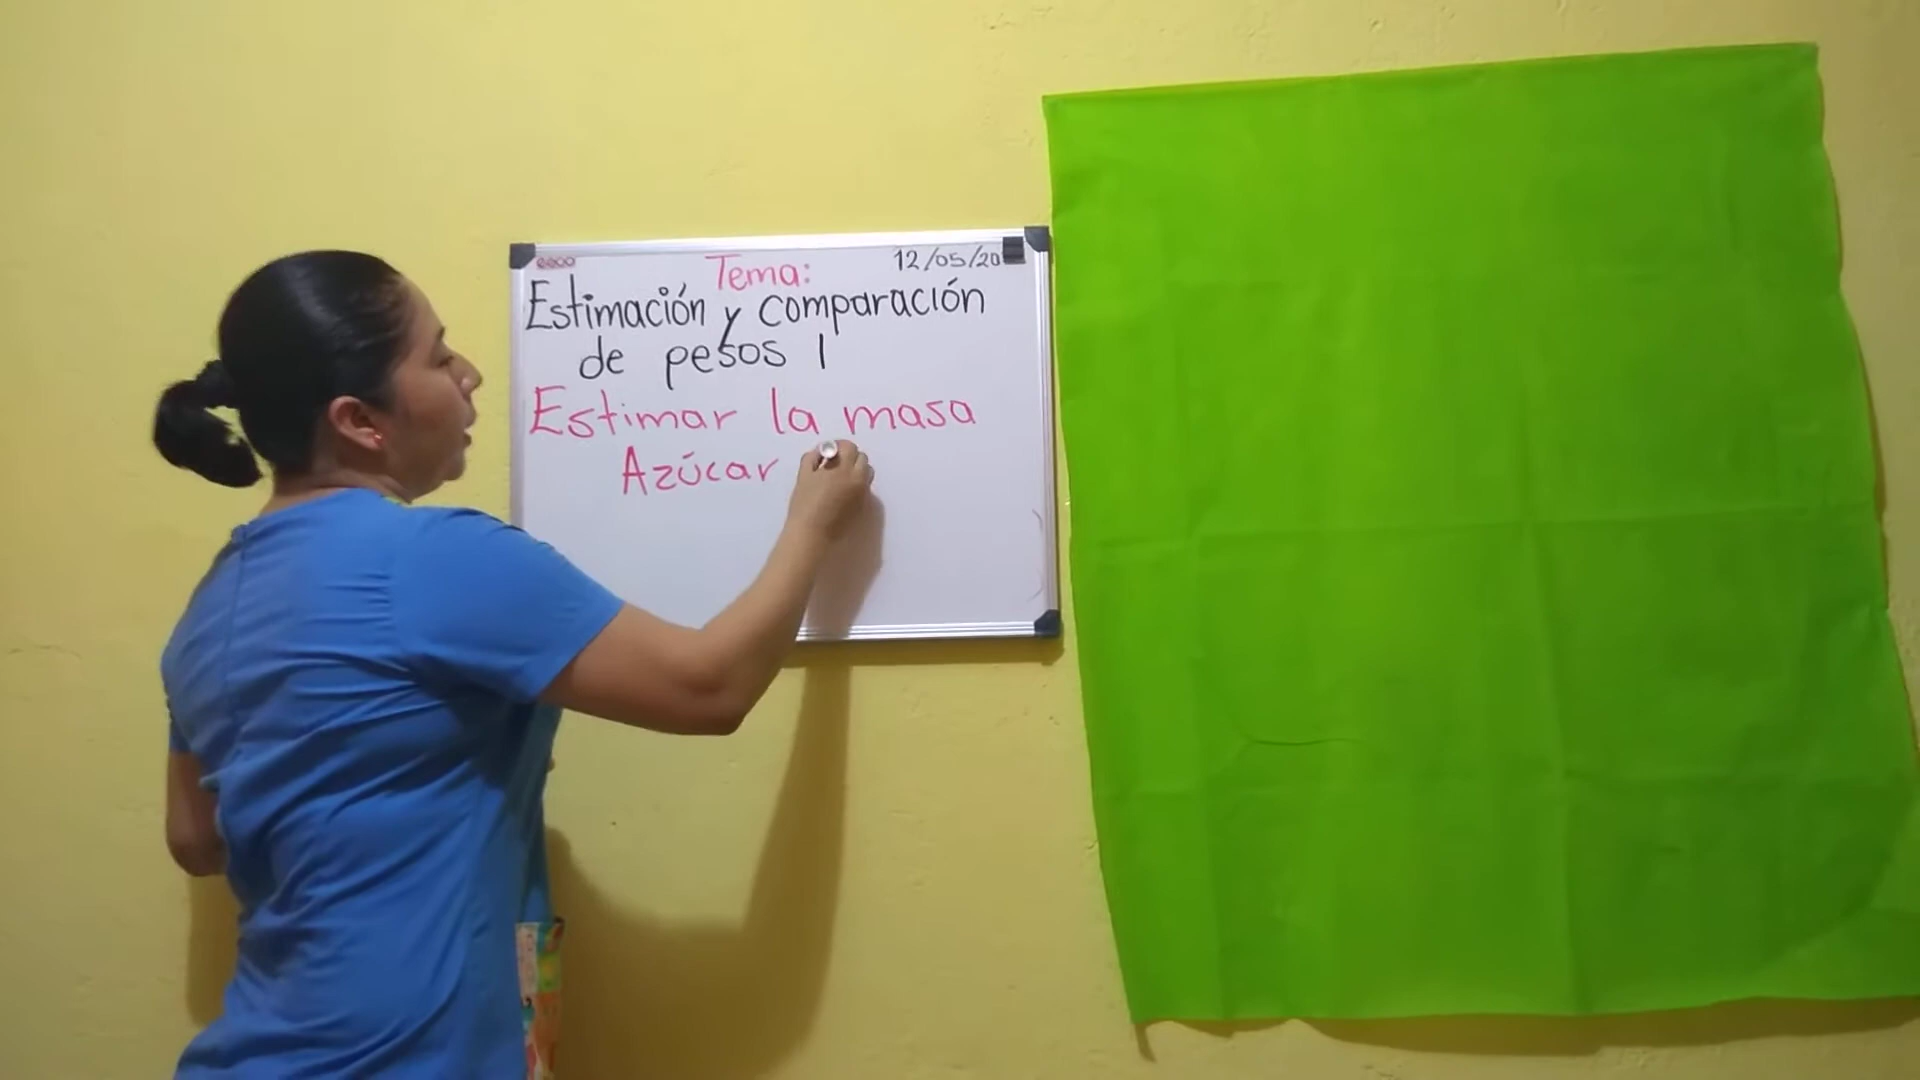 Tema: 12/05/20
Estimación y comparación
de pesos 1
Estimar la masa
Azúcar